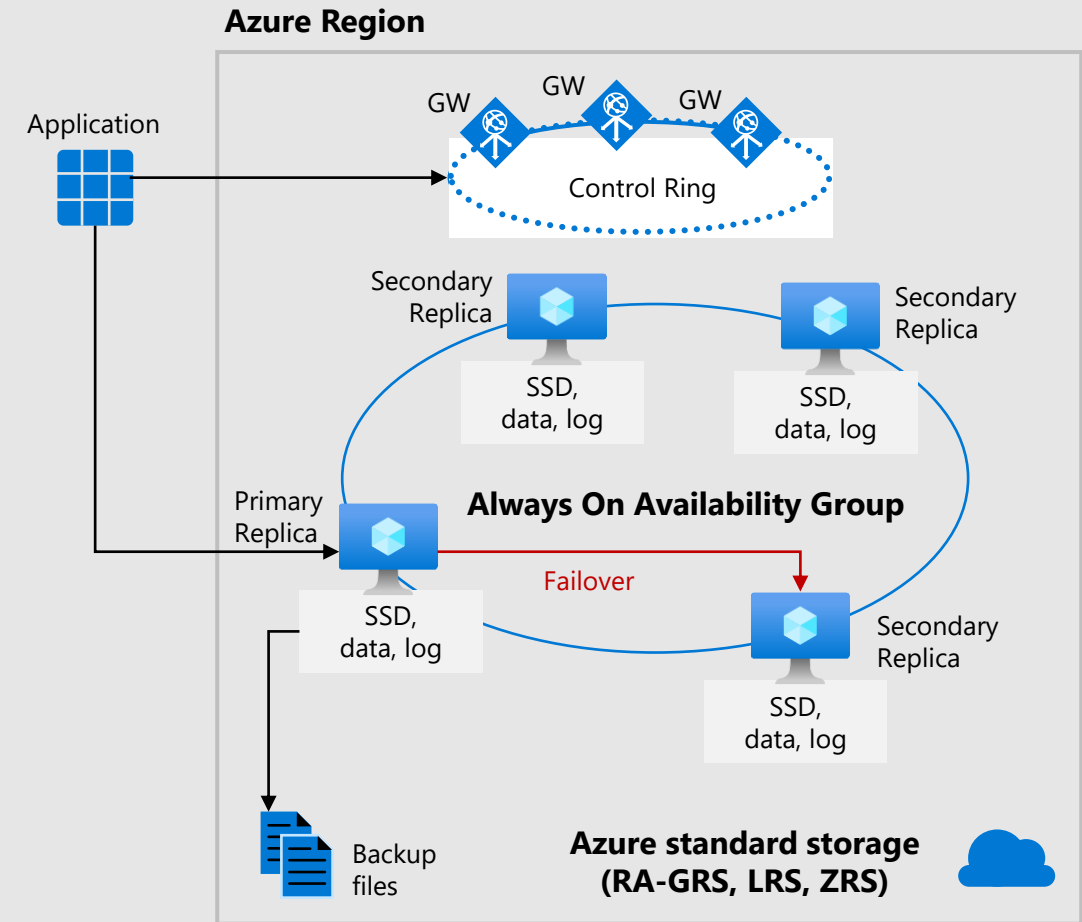 Azure Region
Application
GW
GW
GW
Control Ring
Secondary
Replica
Secondary
Replica
SSD,
data, log
SSD,
data, log
Primary
Replica
Always On Availability Group
Failover
SSD,
data, log
Secondary
Replica
SSD,
data, log
Backup
files
Azure standard storage
(RA-GRS, LRS, ZRS)